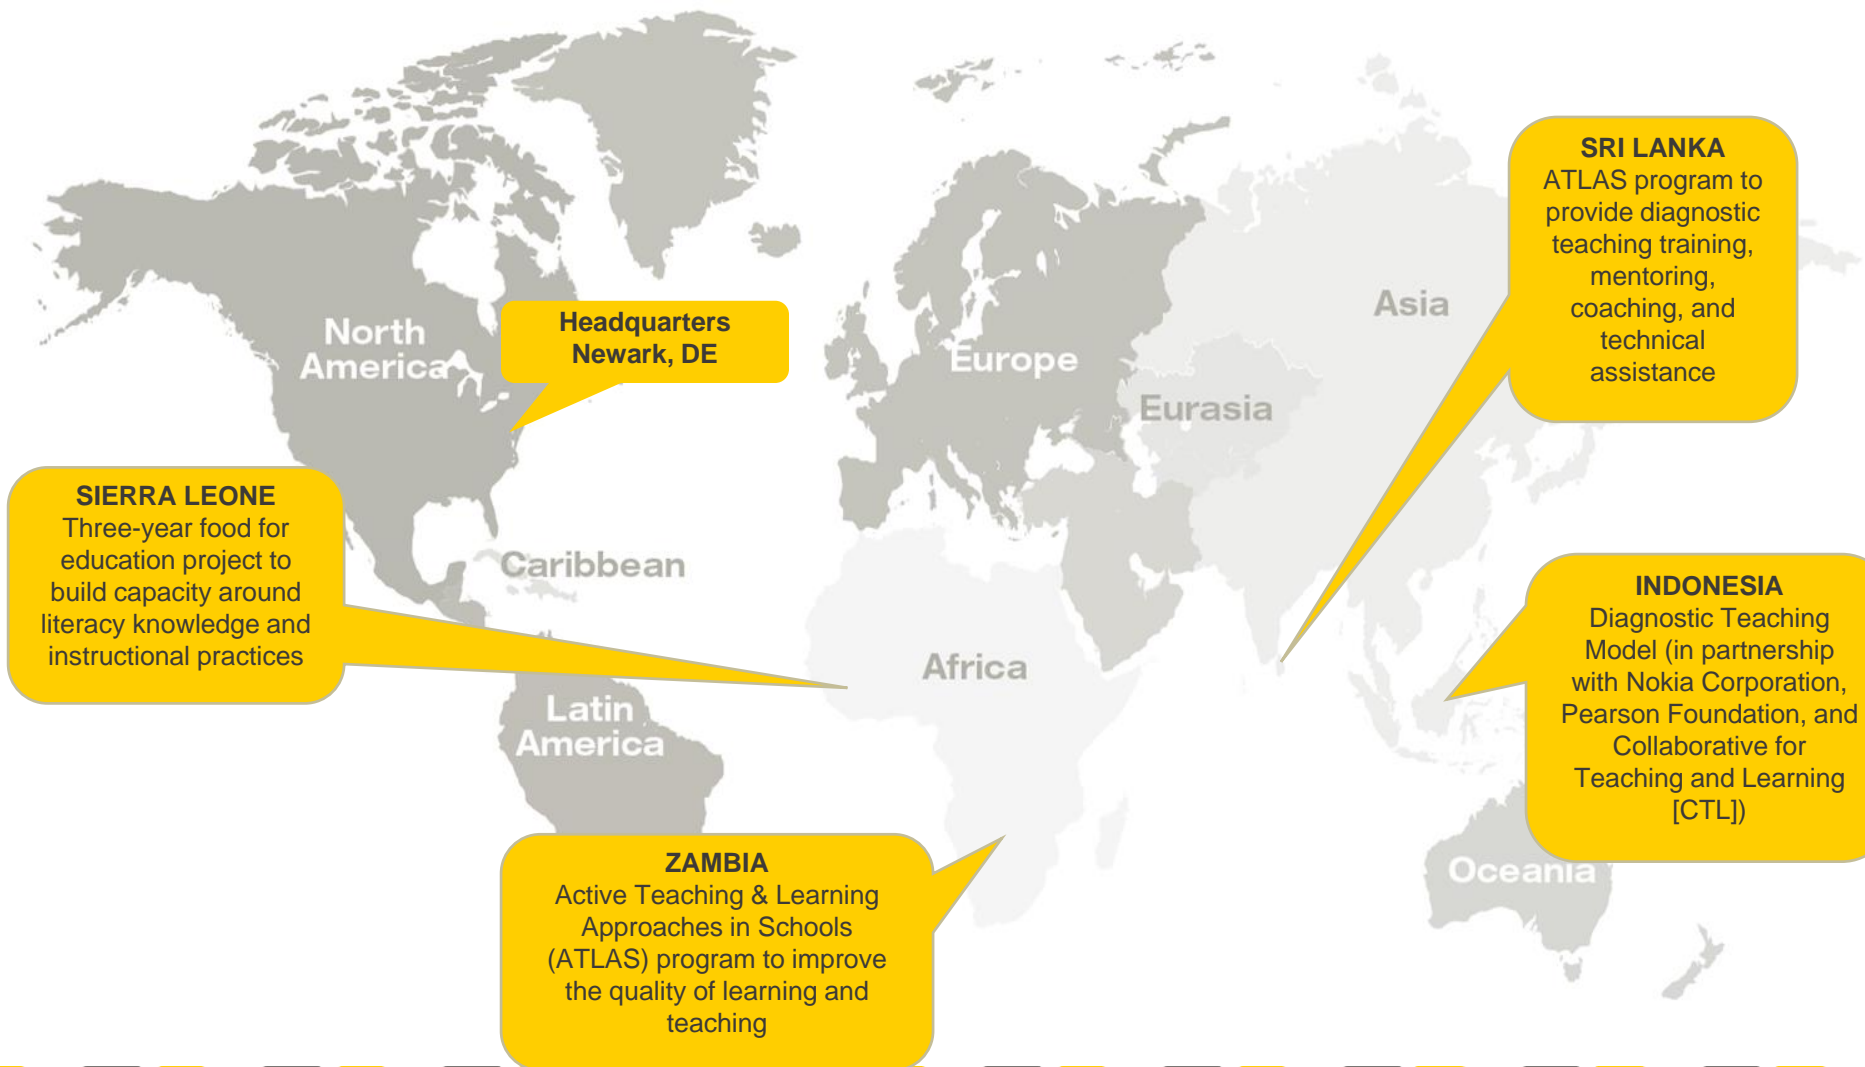 North
America
Headquarters
Newark, DE
Europe
Asia
Eurasia
SRI LANKA
ATLAS program to
provide diagnostic
teaching training,
mentoring,
coaching, and
technical
assistance
SIERRA LEONE
Three-year food for
education project to
build capacity around
literacy knowledge and
instructional practices
Caribbean
Africa
Latin
America
INDONESIA
Diagnostic Teaching
Model (in partnership
with Nokia Corporation,
Pearson Foundation, and
Collaborative for
Teaching and Learning
[CTL])
ZAMBIA
Active Teaching & Learning
Approaches in Schools
(ATLAS) program to improve
the quality of learning and
teaching
Oceania